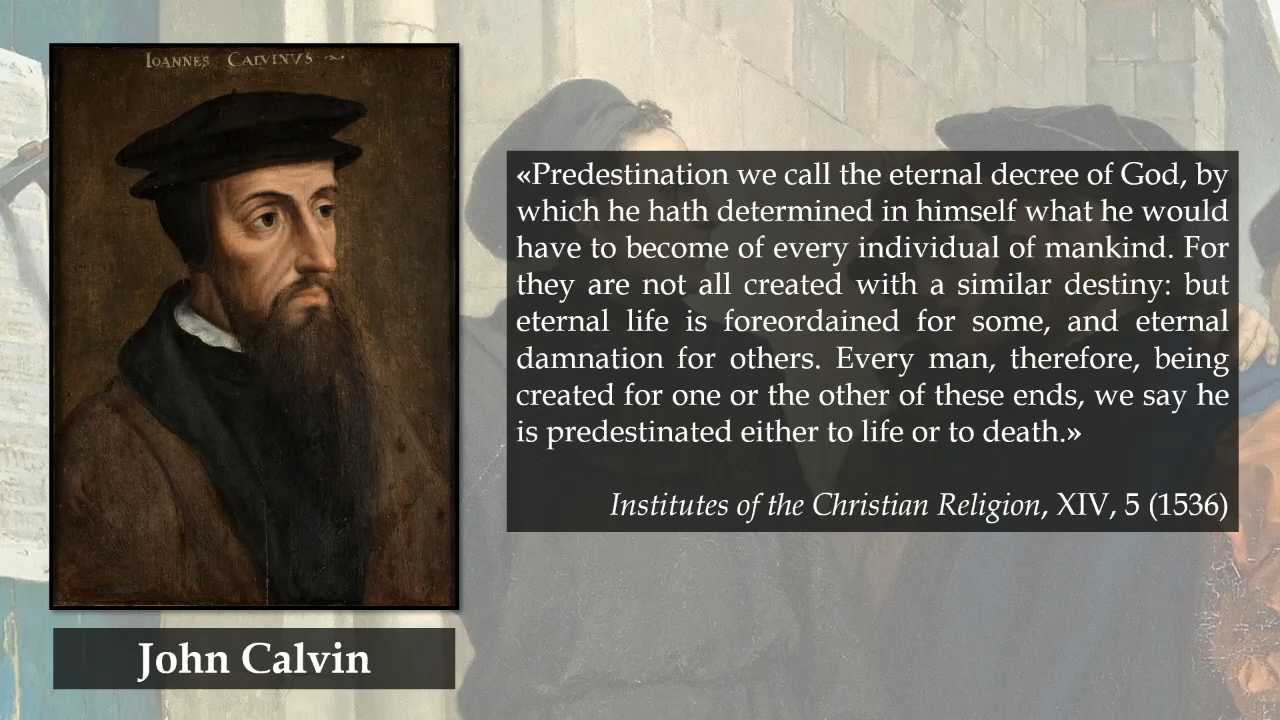 IOANNES CALVINVS
«Predestination we call the eternal decree of God, by
which he hath determined in himself what he would
have to become of every individual of mankind. For
they are not all created with a similar destiny: but
eternal life is foreordained for some, and eternal
damnation for others. Every man, therefore, being
created for one or the other of these ends, we say he
is predestinated either to life or to death.»
Institutes of the Christian Religion, XIV, 5 (1536)
John Calvin